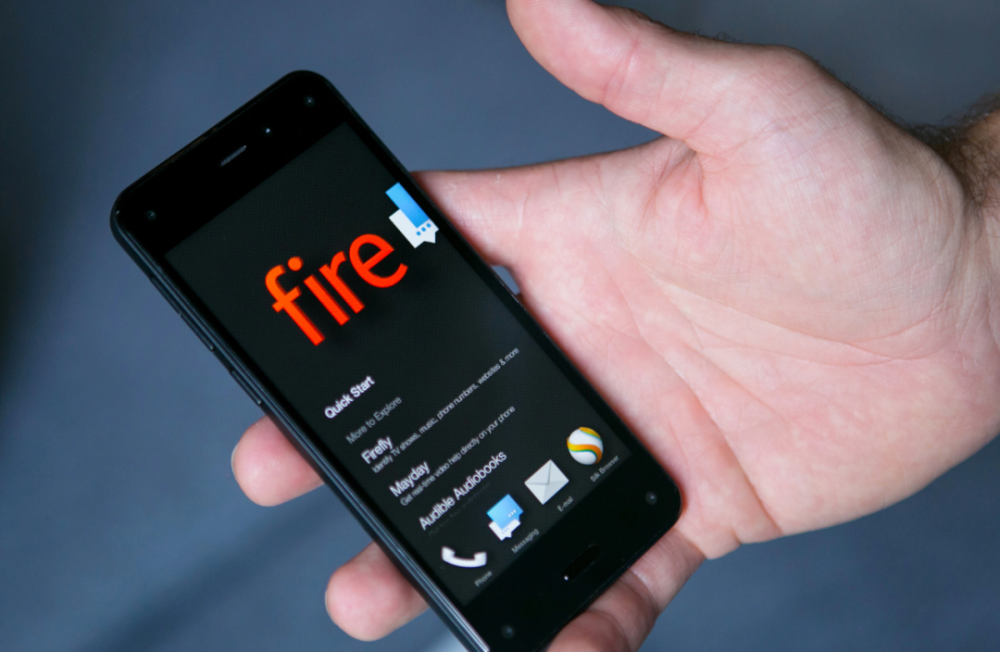 fire
Quick Start
More to Explore
Firefly
Identify TV shows, music, phone numbers, websites & more
Mayday
Get real-time video help directly on your phone
Audible Audiobooks
Phone
Messaging
E-mail
Silk Browser